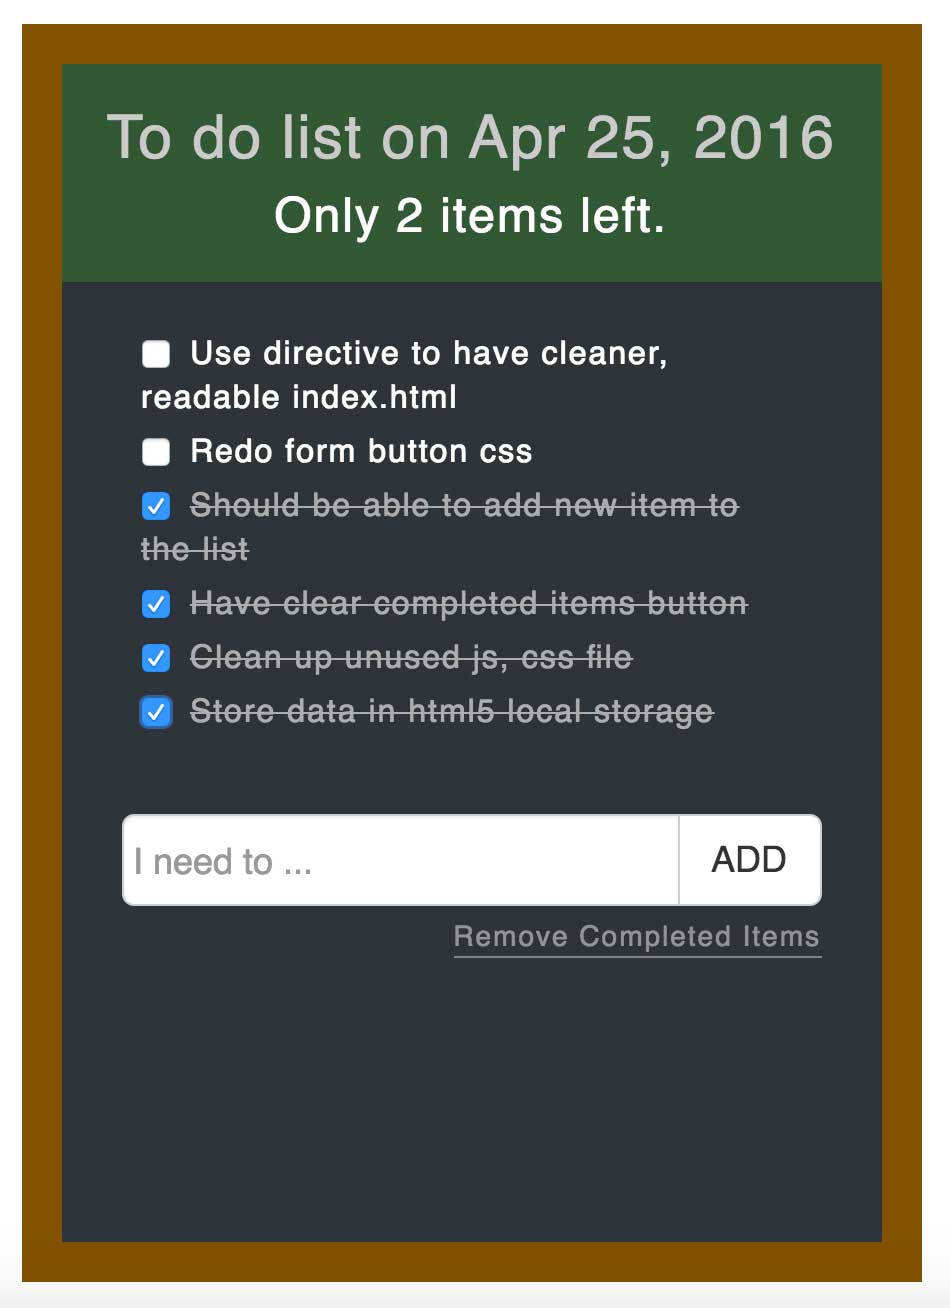 To do list on Apr 25, 2016
Only 2 items left.
Use directive to have cleaner,
readable index.html
Redo form button css
Should be able to add new item to
the list
Have clear completed items button
Clean up unused js, css file
Store data in html5 local storage
I need to ...
ADD
Remove Completed Items